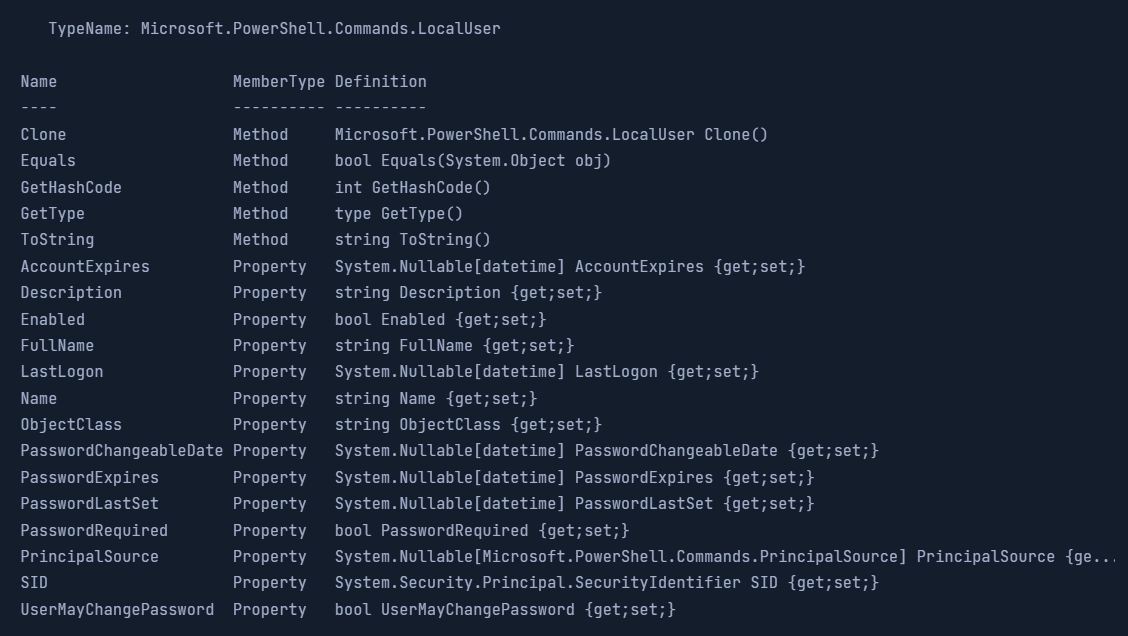 TypeName: Microsoft.PowerShell.Commands.LocalUser

Name                   MemberType Definition
----                   ---------- ----------
Clone                  Method     Microsoft.PowerShell.Commands.LocalUser Clone()
Equals                 Method     bool Equals(System.Object obj)
GetHashCode            Method     int GetHashCode()
GetType                Method     type GetType()
ToString               Method     string ToString()
AccountExpires         Property   System.Nullable[datetime] AccountExpires {get;set;}
Description            Property   string Description {get;set;}
Enabled                Property   bool Enabled {get;set;}
FullName               Property   string FullName {get;set;}
LastLogon              Property   System.Nullable[datetime] LastLogon {get;set;}
Name                   Property   string Name {get;set;}
ObjectClass            Property   string ObjectClass {get;set;}
PasswordChangeableDate Property   System.Nullable[datetime] PasswordChangeableDate {get;set;}
PasswordExpires        Property   System.Nullable[datetime] PasswordExpires {get;set;}
PasswordLastSet        Property   System.Nullable[datetime] PasswordLastSet {get;set;}
PasswordRequired       Property   bool PasswordRequired {get;set;}
PrincipalSource        Property   System.Nullable[Microsoft.PowerShell.Commands.PrincipalSource] PrincipalSource {ge...
SID                    Property   System.Security.Principal.SecurityIdentifier SID {get;set;}
UserMayChangePassword  Property   bool UserMayChangePassword {get;set;}